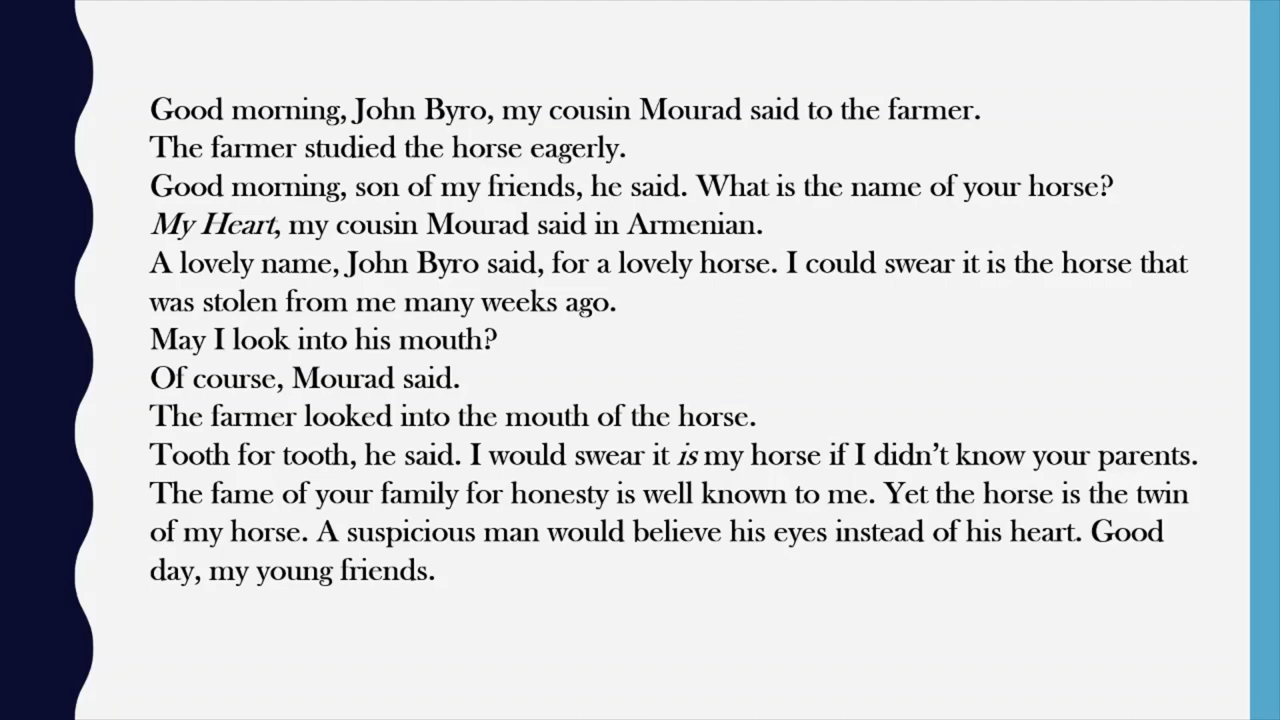 Good morning, John Byro, my cousin Mourad said to the farmer.
The farmer studied the horse eagerly.
Good morning, son of my friends, he said. What is the name of your horse?
My Heart, my cousin Mourad said in Armenian.
A lovely name, John Byro said, for a lovely horse. I could swear it is the horse that
was stolen from me many weeks ago.
May I look into his mouth?
Of course, Mourad said.
The farmer looked into the mouth of the horse.
Tooth for tooth, he said. I would swear it is my horse if I didn’t know your parents.
The fame of your family for honesty is well known to me. Yet the horse is the twin
of my horse. A suspicious man would believe his eyes instead of his heart. Good
day, my young friends.